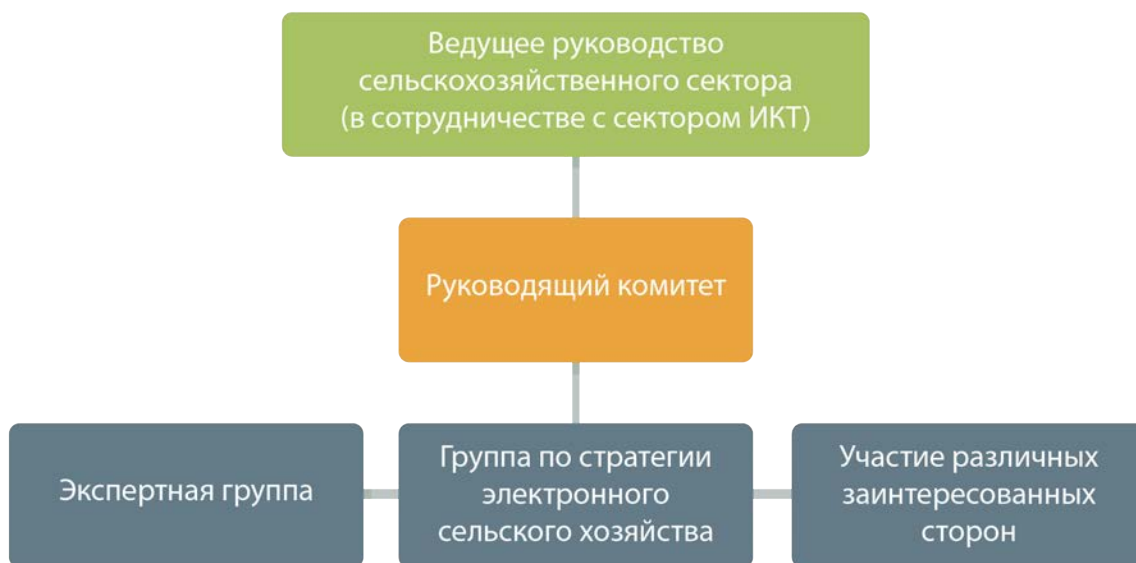 Ведущее руководство
сельскохозяйственного сектора
(в сотрудничестве с сектором ИКТ)
Руководящий комитет
Экспертная группа
Группа по стратегии
электронного
сельского хозяйства
Участие различных
заинтересованных
сторон